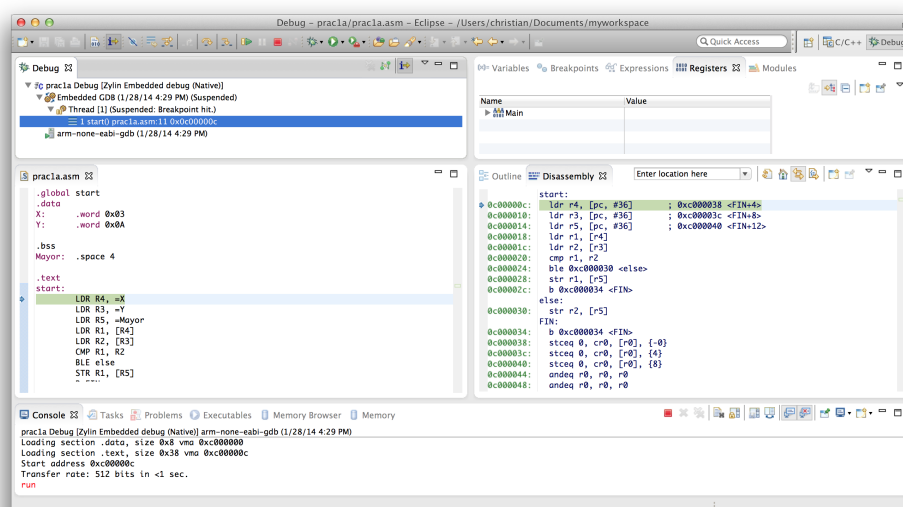 Debug - prac1a/prac1a.asm - Eclipse - /Users/christian/Documents/myworkspace
Quick Access
C/C++
Debug
Debug
prac1a Debug [Zylin Embedded debug (Native)]
Embedded GDB (1/28/14 4:29 PM) (Suspended)
Thread [1] (Suspended: Breakpoint hit.)
1 start() prac1a.asm:11 0x0c00000c
arm-none-eabi-gdb (1/28/14 4:29 PM)
Variables
Breakpoints
Expressions
Registers
Modules
Name
Value
Main
prac1a.asm
.global start
.data
X: .word 0x03
Y: .word 0x0A
.bss
Mayor: .space 4
.text
start:
LDR R4, =X
LDR R3, =Y
LDR R5, =Mayor
LDR R1, [R4]
LDR R2, [R3]
CMP R1, R2
BLE else
STR R1, [R5]
Outline
Disassembly
Enter location here
start:
0c00000c: ldr r4, [pc, #36] ; 0xc000038 <FIN+4>
0c000010: ldr r3, [pc, #36] ; 0xc00003c <FIN+8>
0c000014: ldr r5, [pc, #36] ; 0xc000040 <FIN+12>
0c000018: ldr r1, [r4]
0c00001c: ldr r2, [r3]
0c000020: cmp r1, r2
0c000024: ble 0xc000030 <else>
0c000028: str r1, [r5]
0c00002c: b 0xc000034 <FIN>
else:
0c000030: str r2, [r5]
FIN:
0c000034: b 0xc000034 <FIN>
0c000038: stceq 0, cr0, [r0], {-0}
0c00003c: stceq 0, cr0, [r0], {4}
0c000040: stceq 0, cr0, [r0], {8}
0c000044: andeq r0, r0, r0
0c000048: andeq r0, r0, r0
Console
Tasks
Problems
Executables
Memory Browser
Memory
prac1a Debug [Zylin Embedded debug (Native)] arm-none-eabi-gdb (1/28/14 4:29 PM)
Loading section .data, size 0x8 vma 0xc000000
Loading section .text, size 0x38 vma 0xc00000c
Start address 0xc00000c
Transfer rate: 512 bits in <1 sec.
run